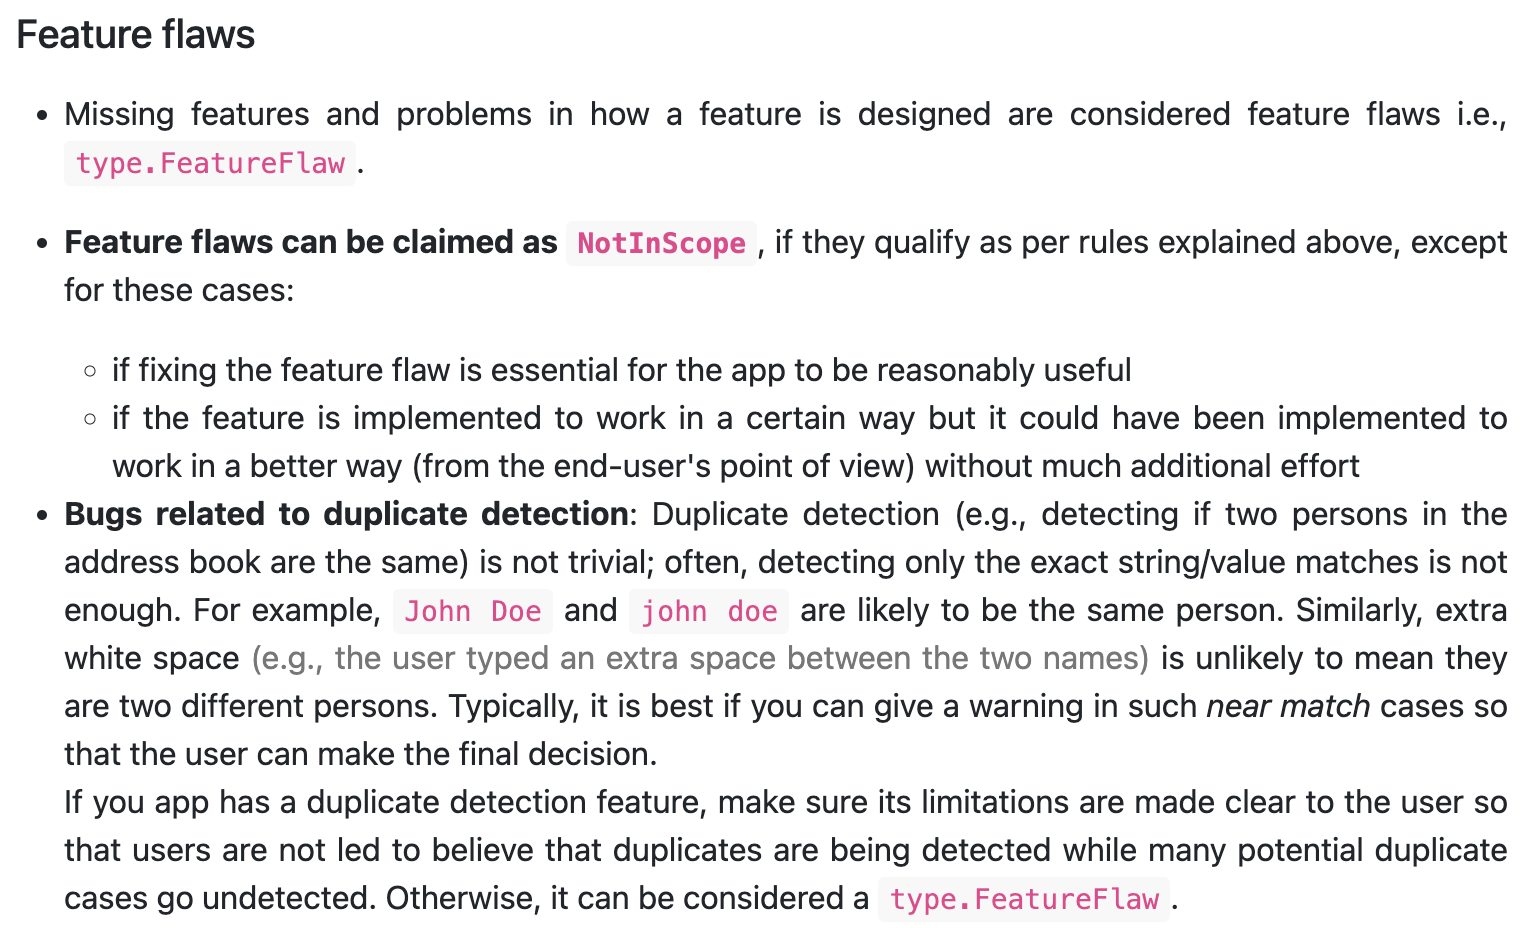 Feature flaws
• Missing features and problems in how a feature is designed are considered feature flaws i.e.,
type.FeatureFlaw.
• Feature flaws can be claimed as NotInScope, if they qualify as per rules explained above, except
for these cases:
◦ if fixing the feature flaw is essential for the app to be reasonably useful
◦ if the feature is implemented to work in a certain way but it could have been implemented to
work in a better way (from the end-user's point of view) without much additional effort
• Bugs related to duplicate detection: Duplicate detection (e.g., detecting if two persons in the
address book are the same) is not trivial; often, detecting only the exact string/value matches is not
enough. For example, John Doe and john doe are likely to be the same person. Similarly, extra
white space (e.g., the user typed an extra space between the two names) is unlikely to mean they
are two different persons. Typically, it is best if you can give a warning in such near match cases so
that the user can make the final decision.
If you app has a duplicate detection feature, make sure its limitations are made clear to the user so
that users are not led to believe that duplicates are being detected while many potential duplicate
cases go undetected. Otherwise, it can be considered a type.FeatureFlaw.